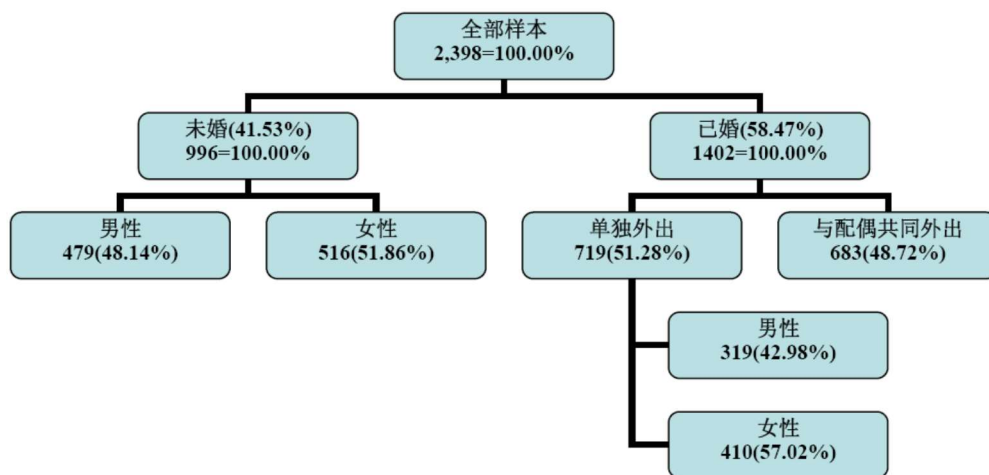 全部样本
2,398=100.00%
未婚(41.53%)
996=100.00%
已婚(58.47%)
1402=100.00%
男性
479(48.14%)
女性
516(51.86%)
单独外出
719(51.28%)
与配偶共同外出
683(48.72%)
男性
319(42.98%)
女性
410(57.02%)